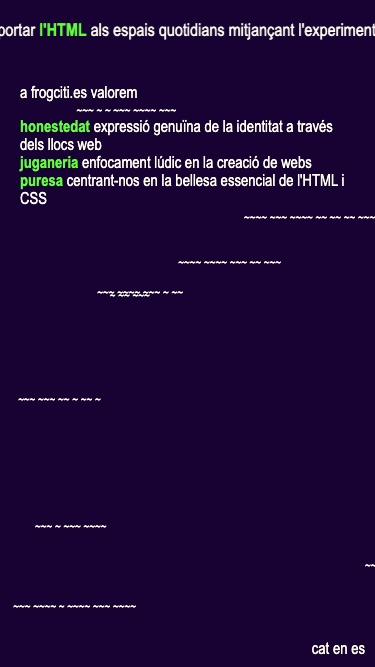 portar l'HTML als espais quotidians mitjançant l'experiment
a frogciti.es valorem
~~~ ~ ~ ~~~ ~~~~ ~~~
honestedat expressió genuïna de la identitat a través
dels llocs web
juganeria enfocament lúdic en la creació de webs
puresa centrant-nos en la bellesa essencial de l'HTML i
CSS
~~~~ ~~~ ~~~~ ~~ ~~ ~~ ~~~
~~~~ ~~~~ ~~~ ~~ ~~~
~~~ ~~~~ ~~~ ~ ~~
~~~ ~~~ ~~ ~ ~~ ~
~~~ ~ ~~~ ~~~~
~~
~~~ ~~~~ ~ ~~~~ ~~~ ~~~~
cat en es